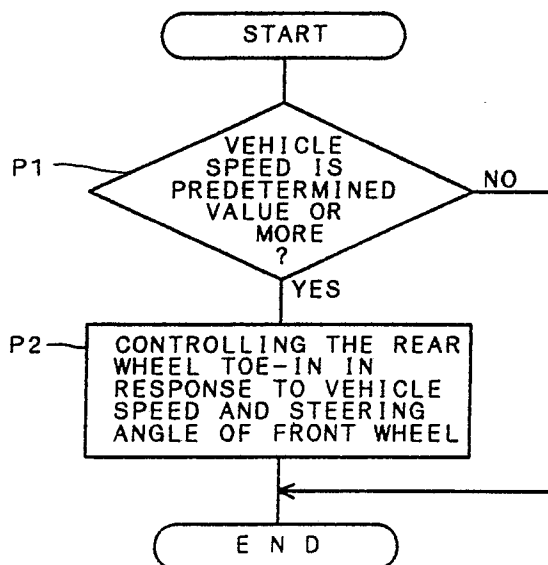 START
P1
VEHICLE
SPEED IS
PREDETERMINED
VALUE OR
MORE
?
NO
YES
P2
CONTROLLING THE REAR
WHEEL TOE-IN IN
RESPONSE TO VEHICLE
SPEED AND STEERING
ANGLE OF FRONT WHEEL
END